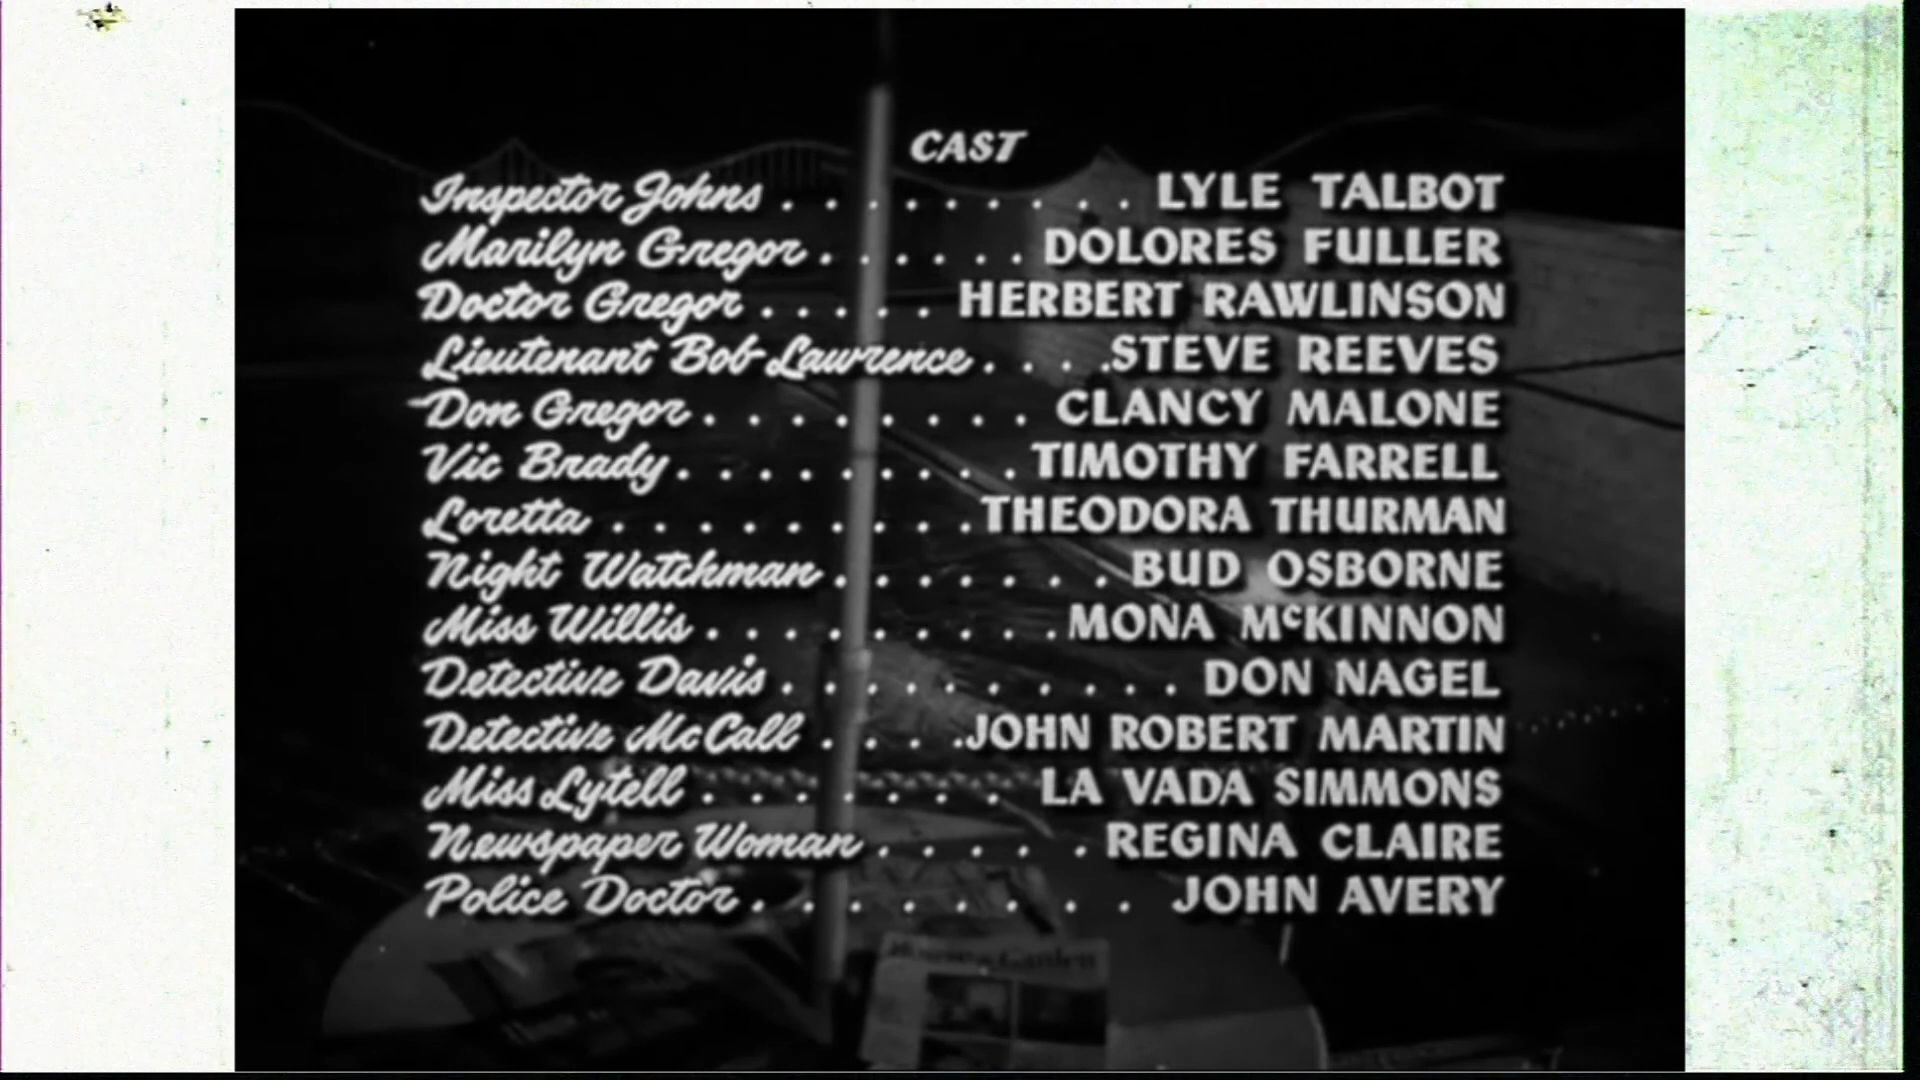 CAST
Inspector Johns . . . . . . . . . LYLE TALBOT
Marilyn Gregor . . . . . . DOLORES FULLER
Doctor Gregor . . . . . HERBERT RAWLINSON
Lieutenant Bob Lawrence . . . . STEVE REEVES
Don Gregor . . . . . . . . CLANCY MALONE
Vic Brady . . . . . . . . . TIMOTHY FARRELL
Loretta . . . . . . . . . THEODORA THURMAN
Night Watchman . . . . . . . BUD OSBORNE
Miss Willis . . . . . . . . . MONA McKINNON
Detective Davis . . . . . . . . . . DON NAGEL
Detective McCall . . . . JOHN ROBERT MARTIN
Miss Lytell . . . . . . . LA VADA SIMMONS
Newspaper Woman . . . . . REGINA CLAIRE
Police Doctor . . . . . . . . JOHN AVERY
House & Garden